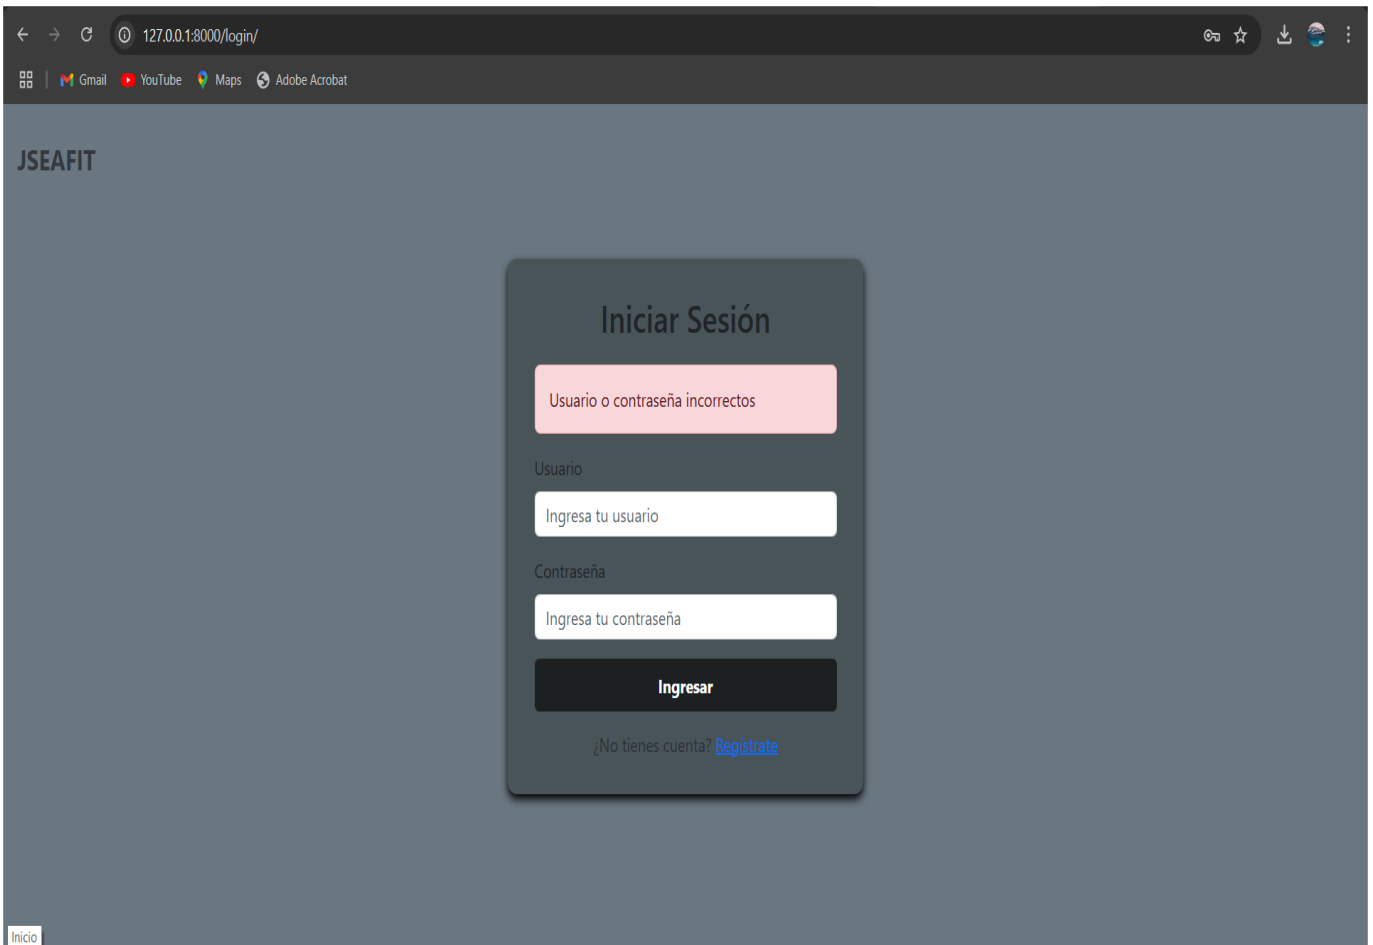 127.0.0.1:8000/login/
Gmail YouTube Maps Adobe Acrobat
JSEAFIT
Iniciar Sesión
Usuario o contraseña incorrectos
Usuario
Ingresa tu usuario
Contraseña
Ingresa tu contraseña
Ingresar
¿No tienes cuenta? Regístrate
Inicio